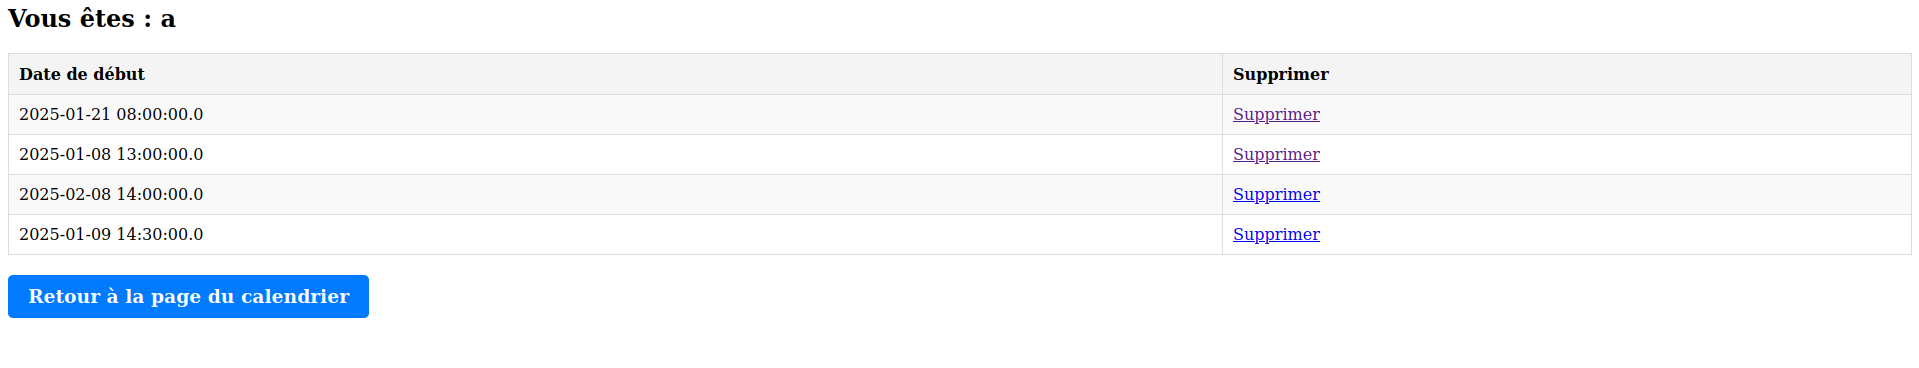 Vous êtes : a
Date de début Supprimer
2025-01-21 08:00:00.0 Supprimer
2025-01-08 13:00:00.0 Supprimer
2025-02-08 14:00:00.0 Supprimer
2025-01-09 14:30:00.0 Supprimer
Retour à la page du calendrier